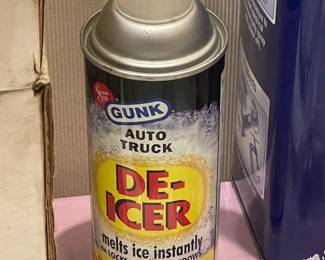 GUNK
AUTO
TRUCK
DE-
ICER
melts ice instantly